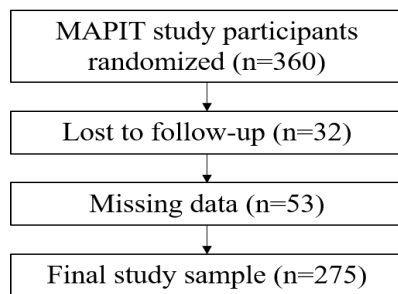 MAPIT study participants
randomized (n=360)
Lost to follow-up (n=32)
Missing data (n=53)
Final study sample (n=275)